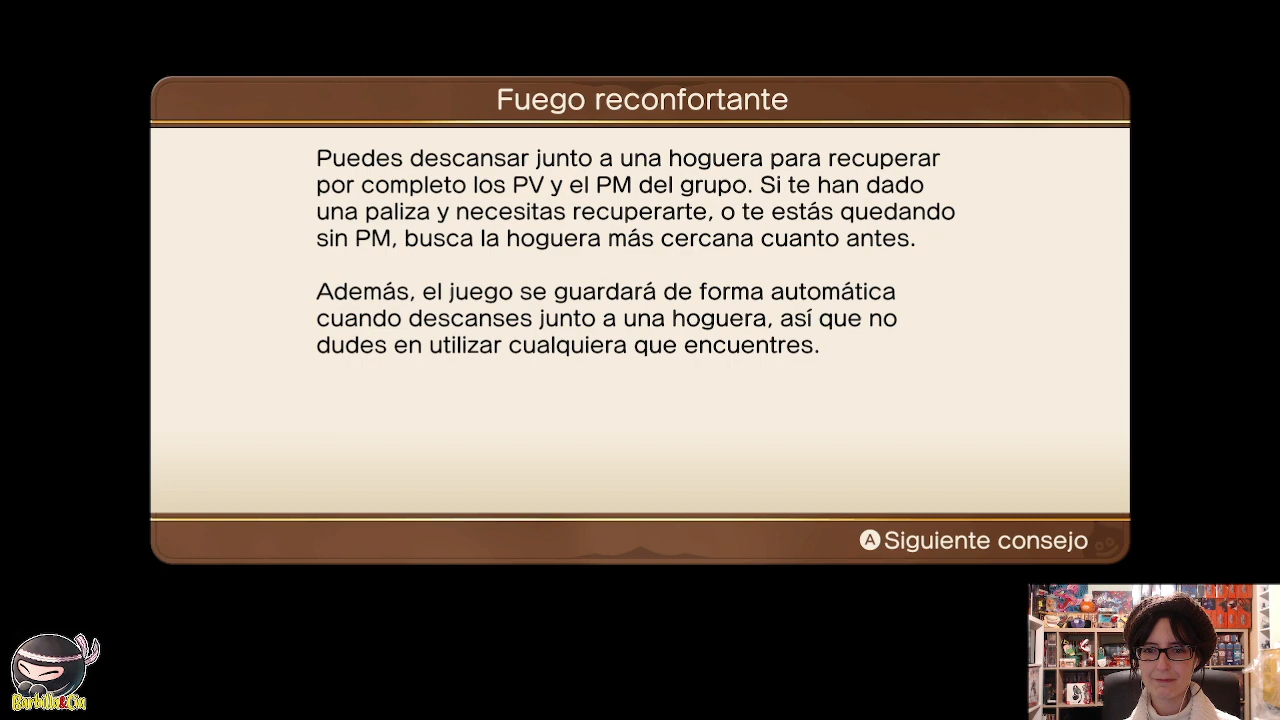 Fuego reconfortante
Puedes descansar junto a una hoguera para recuperar
por completo los PV y el PM del grupo. Si te han dado
una paliza y necesitas recuperarte, o te estás quedando
sin PM, busca la hoguera más cercana cuanto antes.
Además, el juego se guardará de forma automática
cuando descanses junto a una hoguera, así que no
dudes en utilizar cualquiera que encuentres.
A Siguiente consejo
Barbilla&Cia